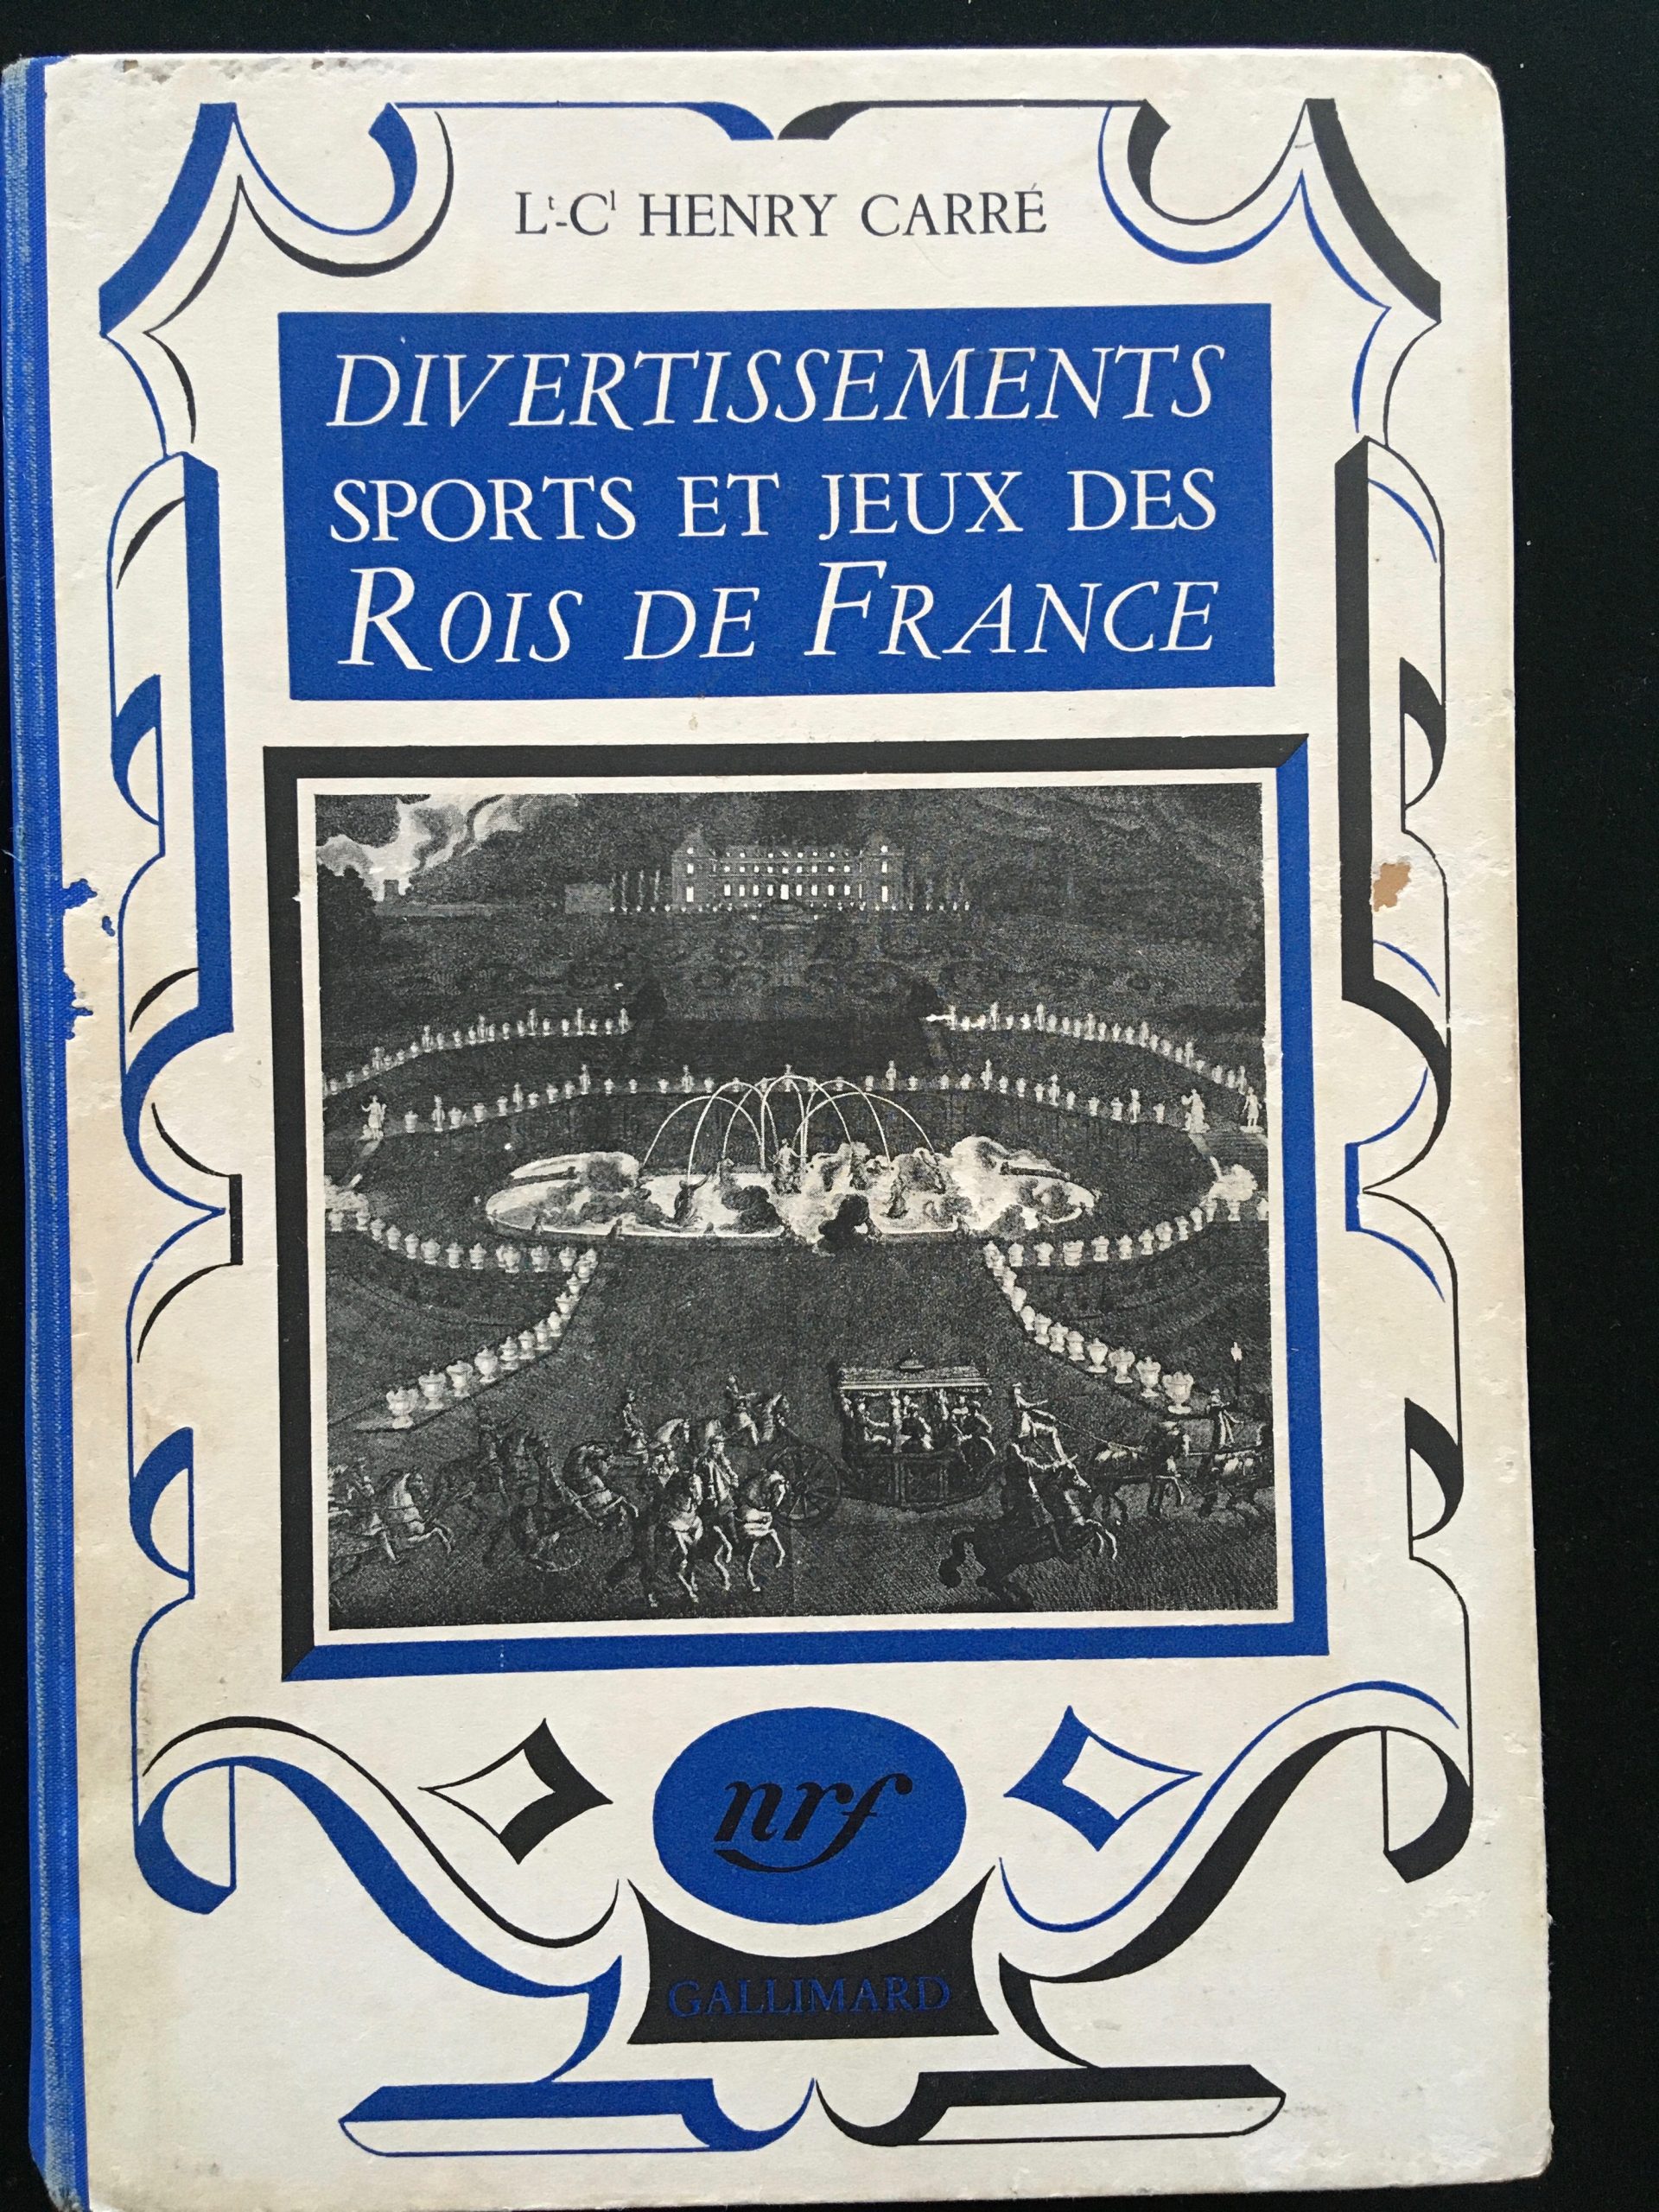 Lt-Cl HENRY CARRÉ
DIVERTISSEMENTS
SPORTS ET JEUX DES
ROIS DE FRANCE
nrf
GALLIMARD